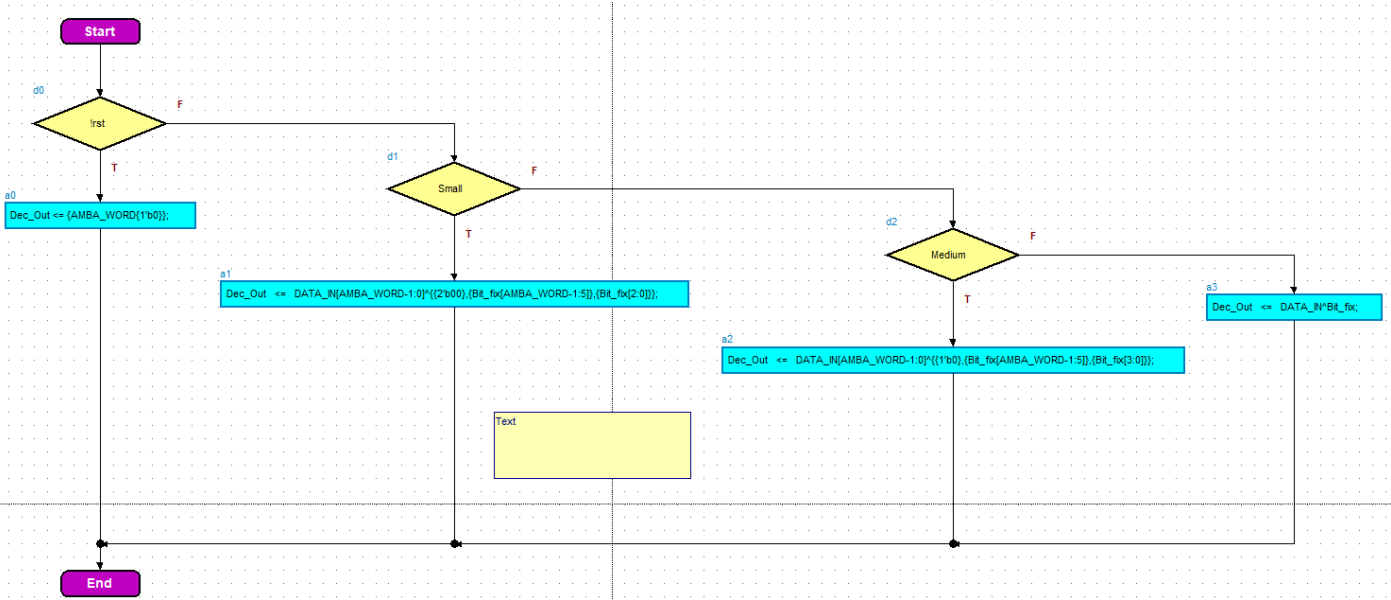 Start
d0
!rst
F
T
a0
Dec_Out <= {AMBA_WORD{1'b0}};
d1
Small
F
T
a1
Dec_Out <= DATA_IN[AMBA_WORD-1:0]^{{2'b00},{Bit_fix[AMBA_WORD-1:5]},{Bit_fix[2:0]}};
d2
Medium
F
T
a2
Dec_Out <= DATA_IN[AMBA_WORD-1:0]^{{1'b0},{Bit_fix[AMBA_WORD-1:5]},{Bit_fix[3:0]}};
a3
Dec_Out <= DATA_IN^Bit_fix;
Text
End